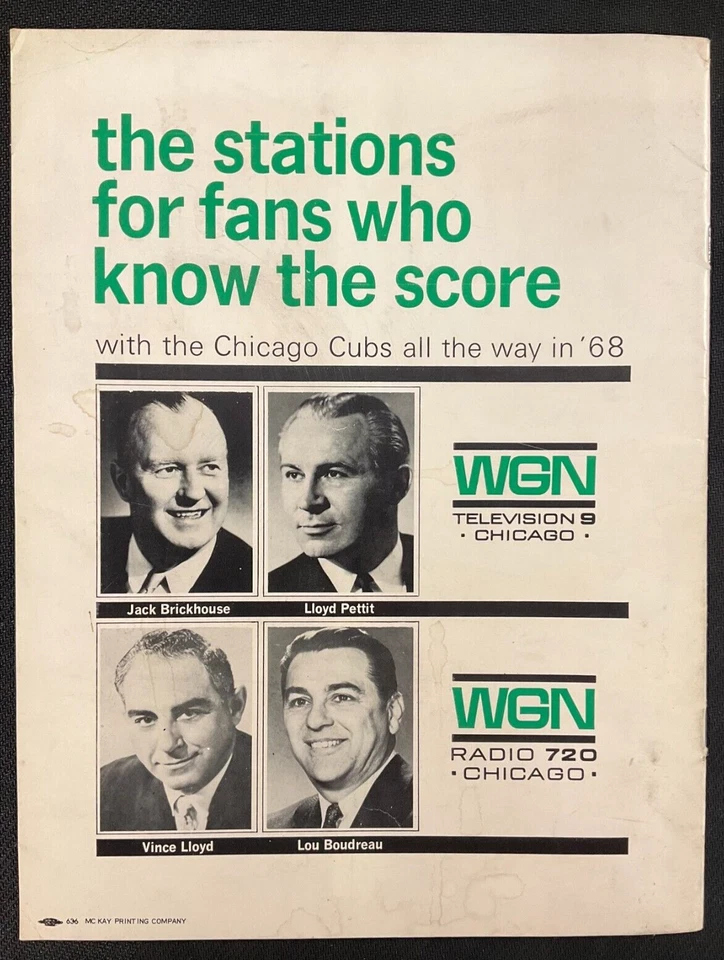 the stations
for fans who
know the score
with the Chicago Cubs all the way in '68
WGN
TELEVISION 9
· CHICAGO ·
Jack Brickhouse
Lloyd Pettit
WGN
RADIO 720
· CHICAGO ·
Vince Lloyd
Lou Boudreau
636 MC KAY PRINTING COMPANY